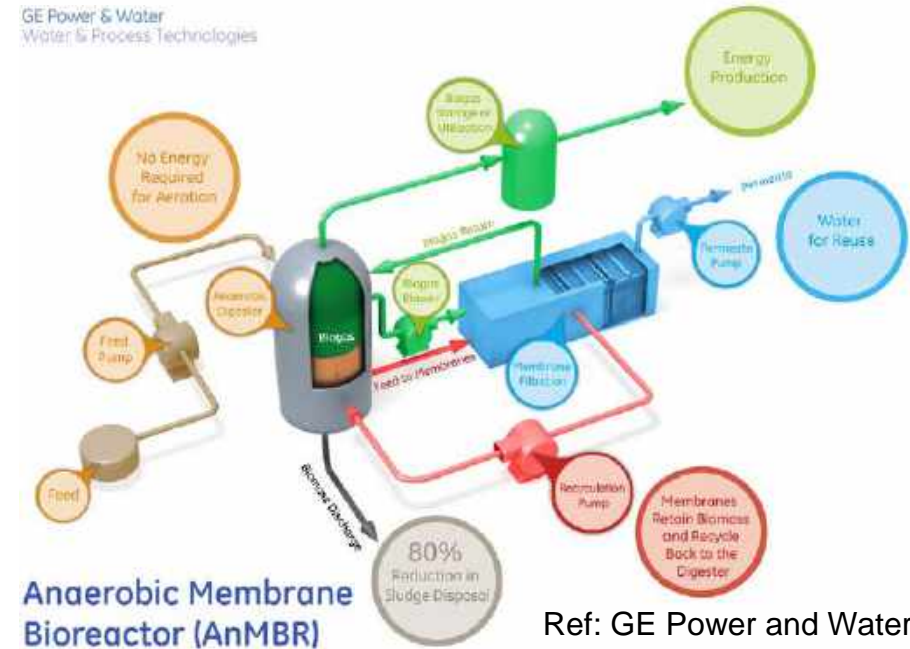 GE Power & Water
Water & Process Technologies
Energy
Production
Biogas
Storage or
Utilization
No Energy
Required
for Aeration
Permeate
Water
for Reuse
Biogas Return
Permeate
Pump
Anaerobic
Digester
Biogas
Blower
Biogas
Feed
Pump
Feed to Membranes
Membrane
Filtration
Feed
Biomass Discharge
Recirculation
Pump
Membranes
Retain Biomass
and Recycle
Back to the
Digester
80%
Reduction in
Sludge Disposal
Anaerobic Membrane
Bioreactor (AnMBR)
Ref: GE Power and Water